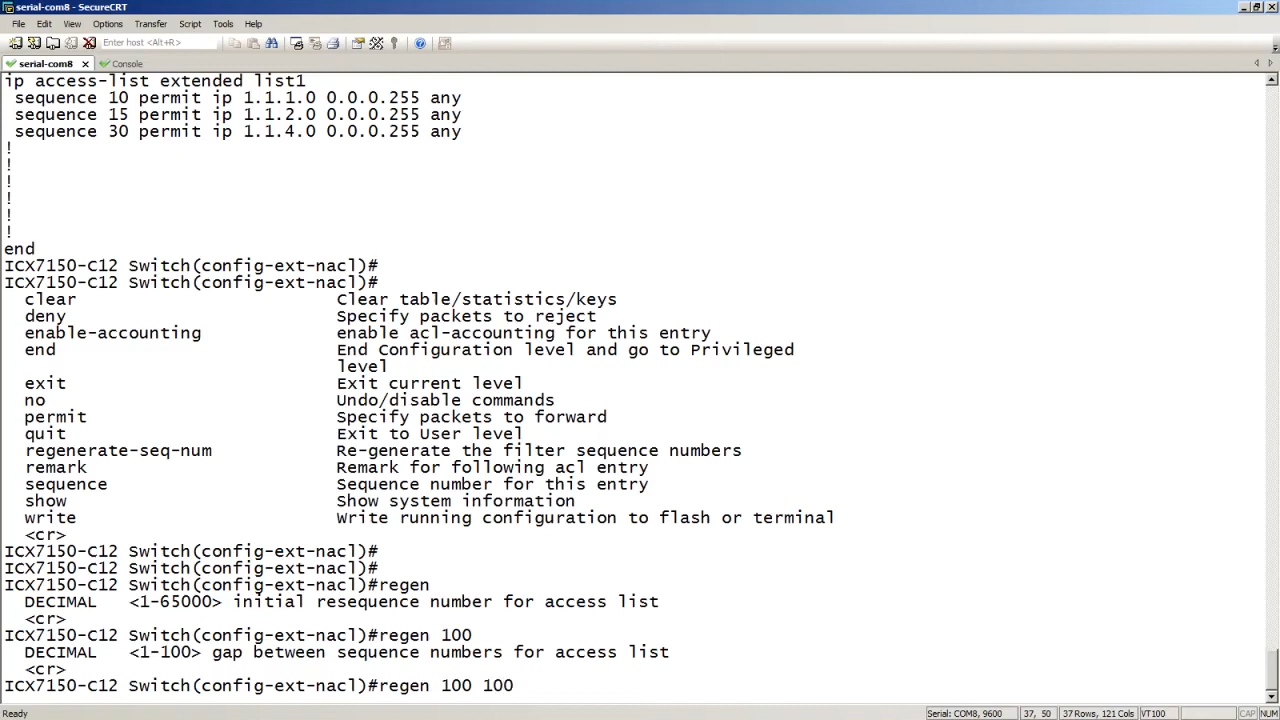 serial-com8 - SecureCRT
File Edit View Options Transfer Script Tools Help
Enter host <Alt+R>
serial-com8 Console
ip access-list extended list1
sequence 10 permit ip 1.1.1.0 0.0.0.255 any
sequence 15 permit ip 1.1.2.0 0.0.0.255 any
sequence 30 permit ip 1.1.4.0 0.0.0.255 any
!
!
!
!
!
!
end
ICX7150-C12 Switch(config-ext-nacl)#
ICX7150-C12 Switch(config-ext-nacl)#
clear Clear table/statistics/keys
deny Specify packets to reject
enable-accounting enable acl-accounting for this entry
end End Configuration level and go to Privileged
level
exit Exit current level
no Undo/disable commands
permit Specify packets to forward
quit Exit to User level
regenerate-seq-num Re-generate the filter sequence numbers
remark Remark for following acl entry
sequence Sequence number for this entry
show Show system information
write Write running configuration to flash or terminal
<cr>
ICX7150-C12 Switch(config-ext-nacl)#
ICX7150-C12 Switch(config-ext-nacl)#
ICX7150-C12 Switch(config-ext-nacl)#regen
DECIMAL <1-65000> initial resequence number for access list
<cr>
ICX7150-C12 Switch(config-ext-nacl)#regen 100
DECIMAL <1-100> gap between sequence numbers for access list
<cr>
ICX7150-C12 Switch(config-ext-nacl)#regen 100 100
Ready Serial: COM8, 9600 37, 50 37 Rows, 121 Cols VT100 CAP NUM